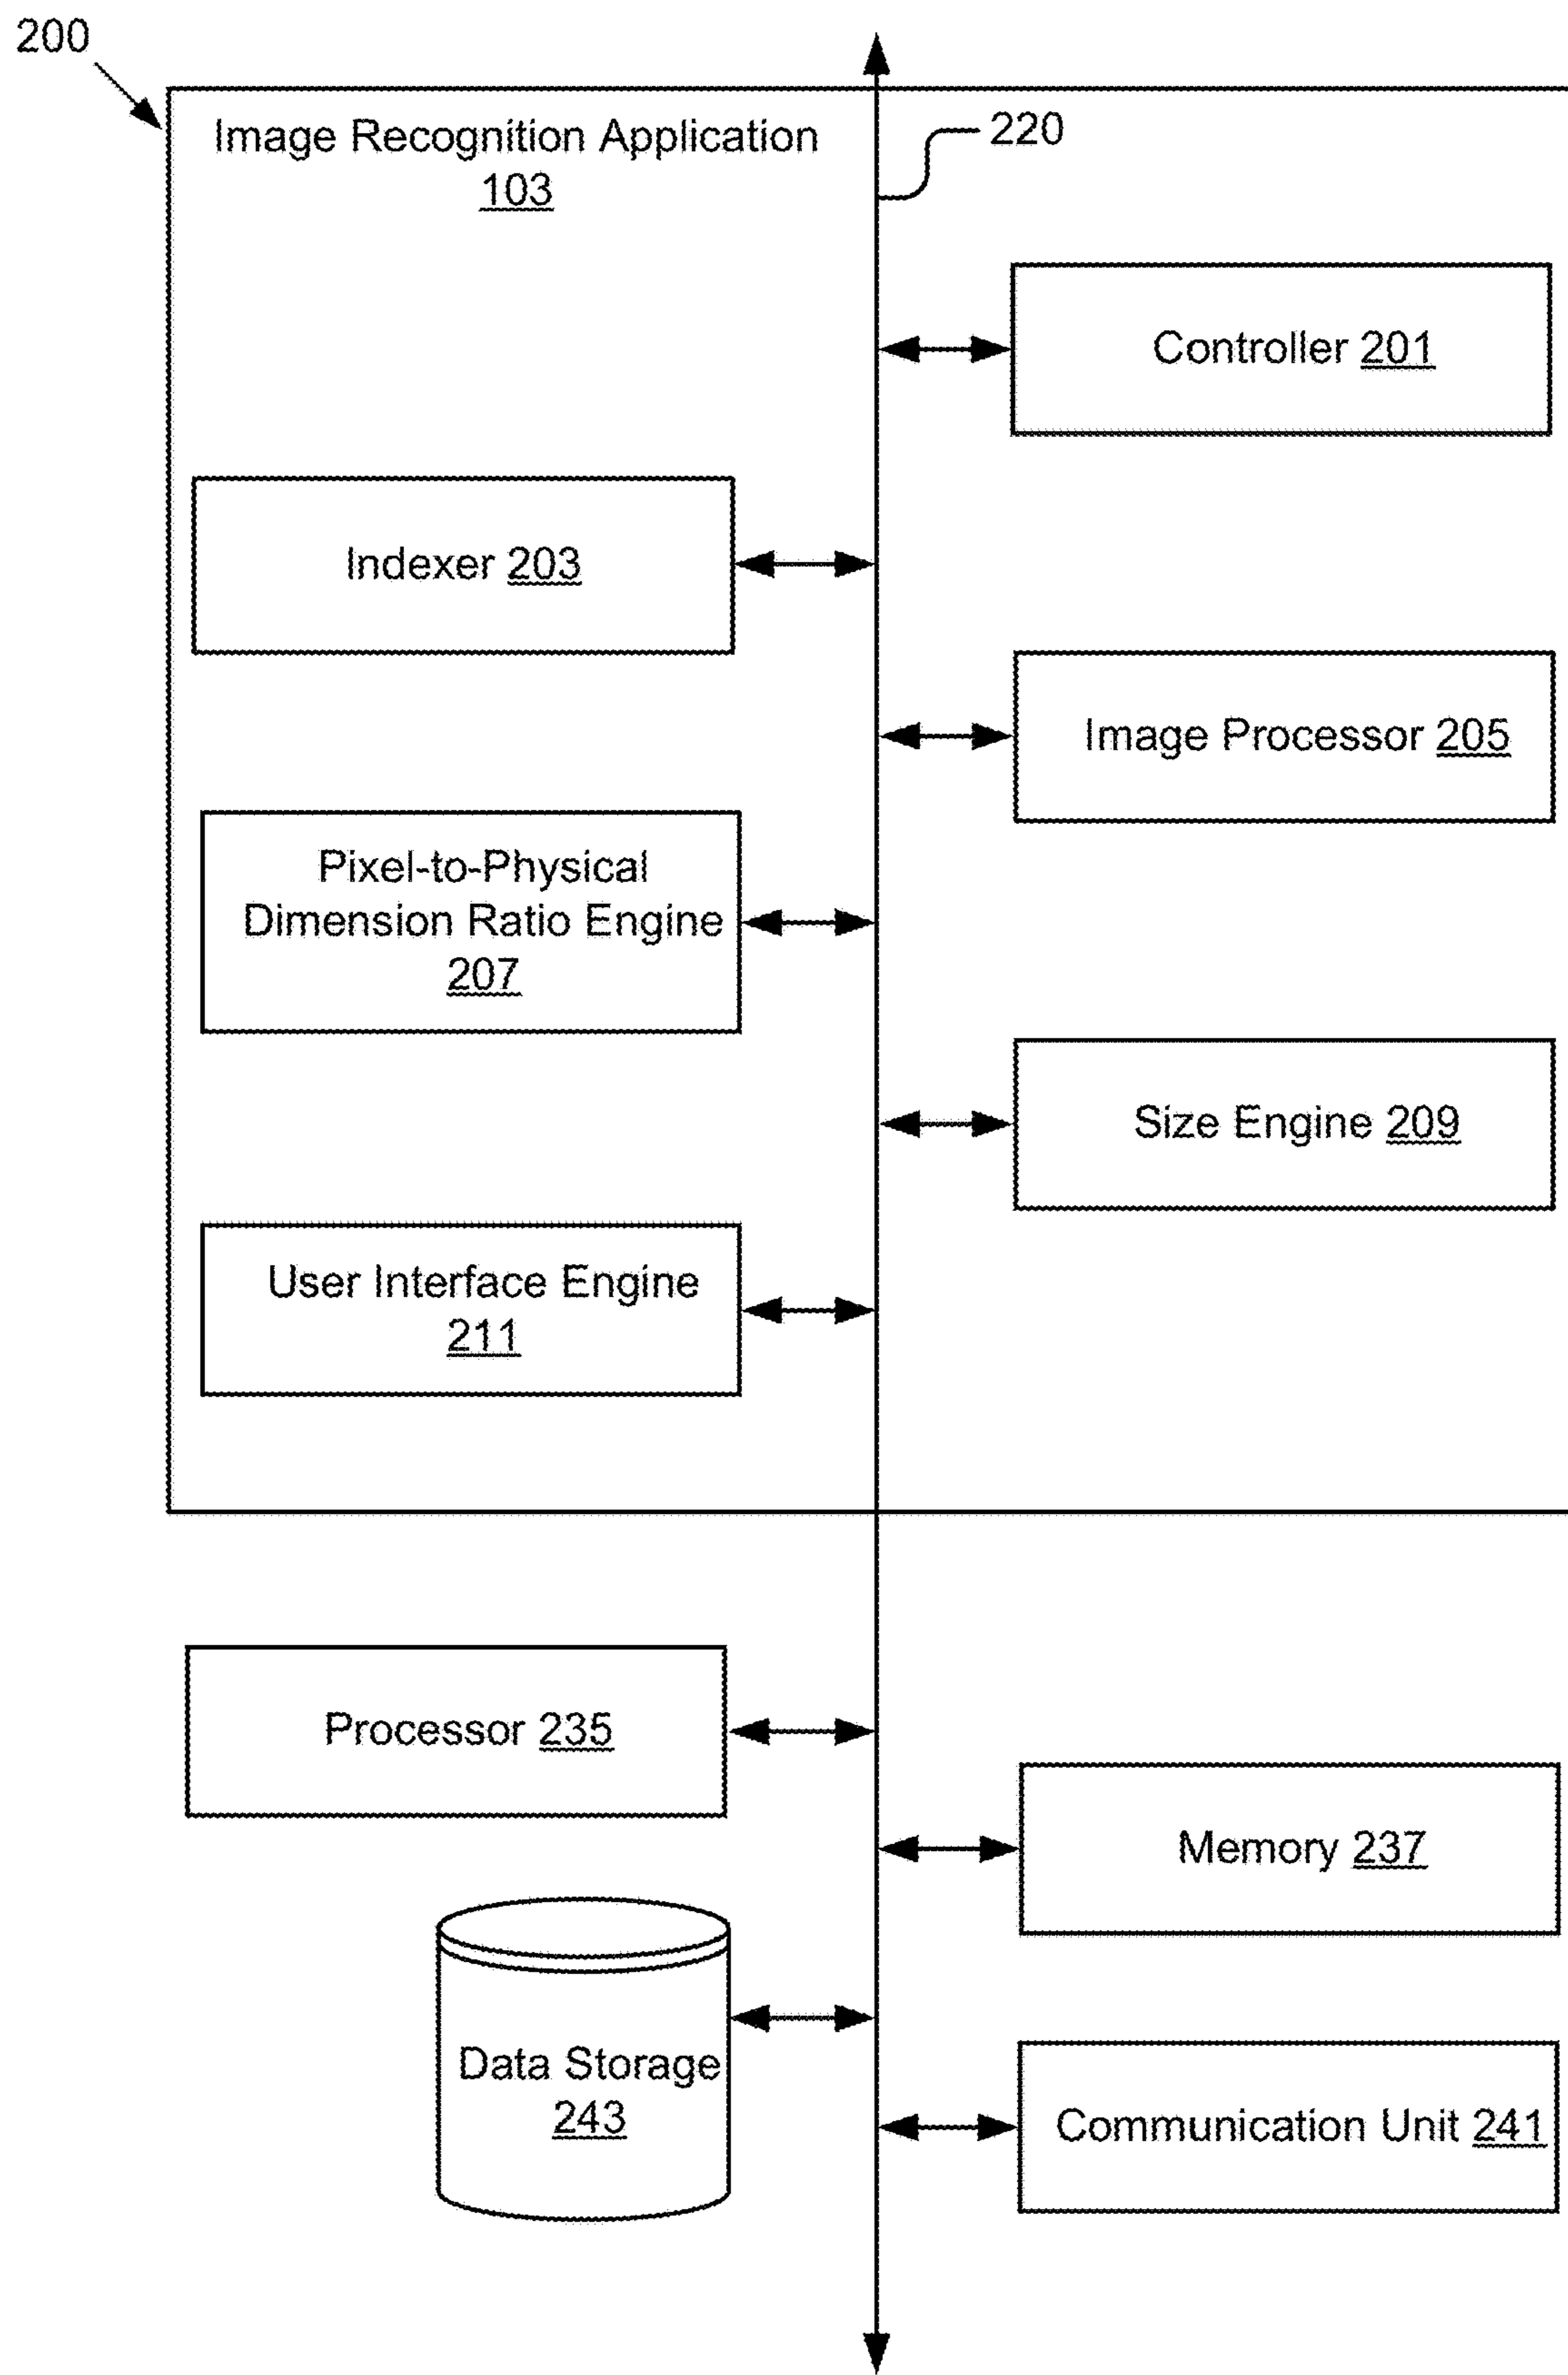 200
Image Recognition Application
103
220
Controller 201
Indexer 203
Image Processor 205
Pixel-to-Physical
Dimension Ratio Engine
207
Size Engine 209
User Interface Engine
211
Processor 235
Memory 237
Data Storage
243
Communication Unit 241